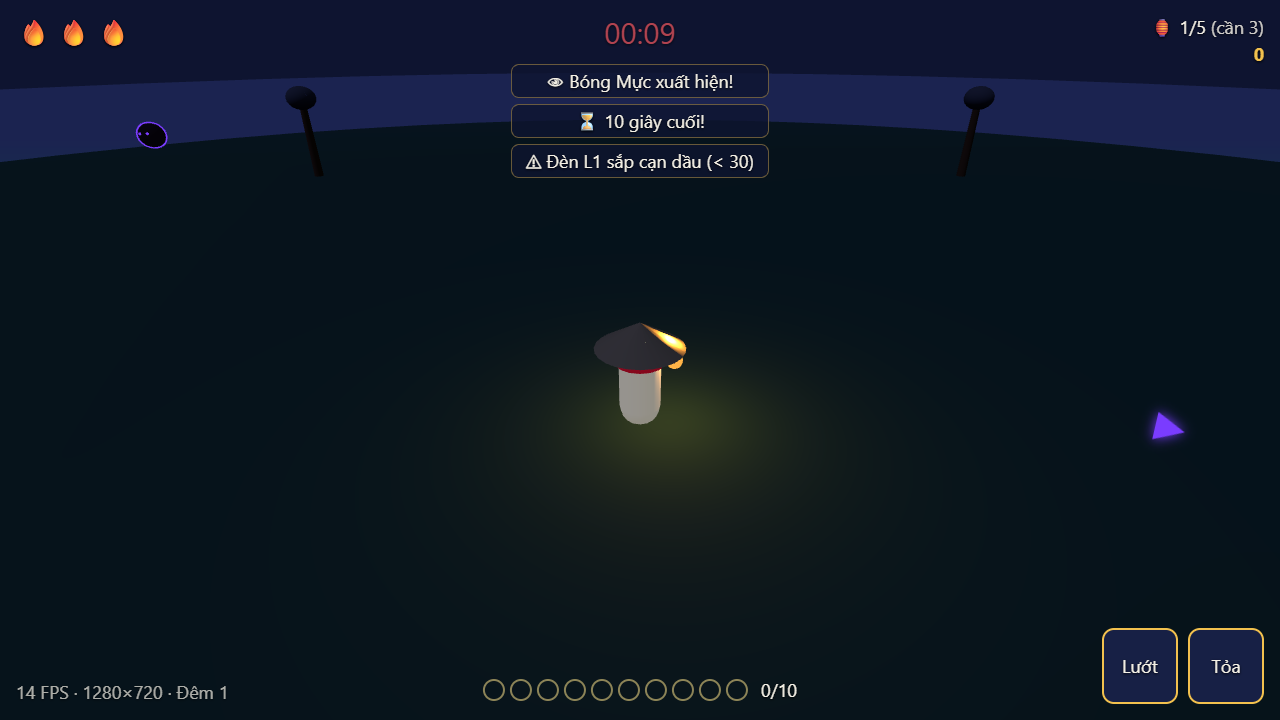 00:09
1/5 (cần 3)
0
👁 Bóng Mực xuất hiện!
⏳ 10 giây cuối!
⚠ Đèn L1 sắp cạn dầu (< 30)
Lướt
Tỏa
14 FPS · 1280×720 · Đêm 1
0/10